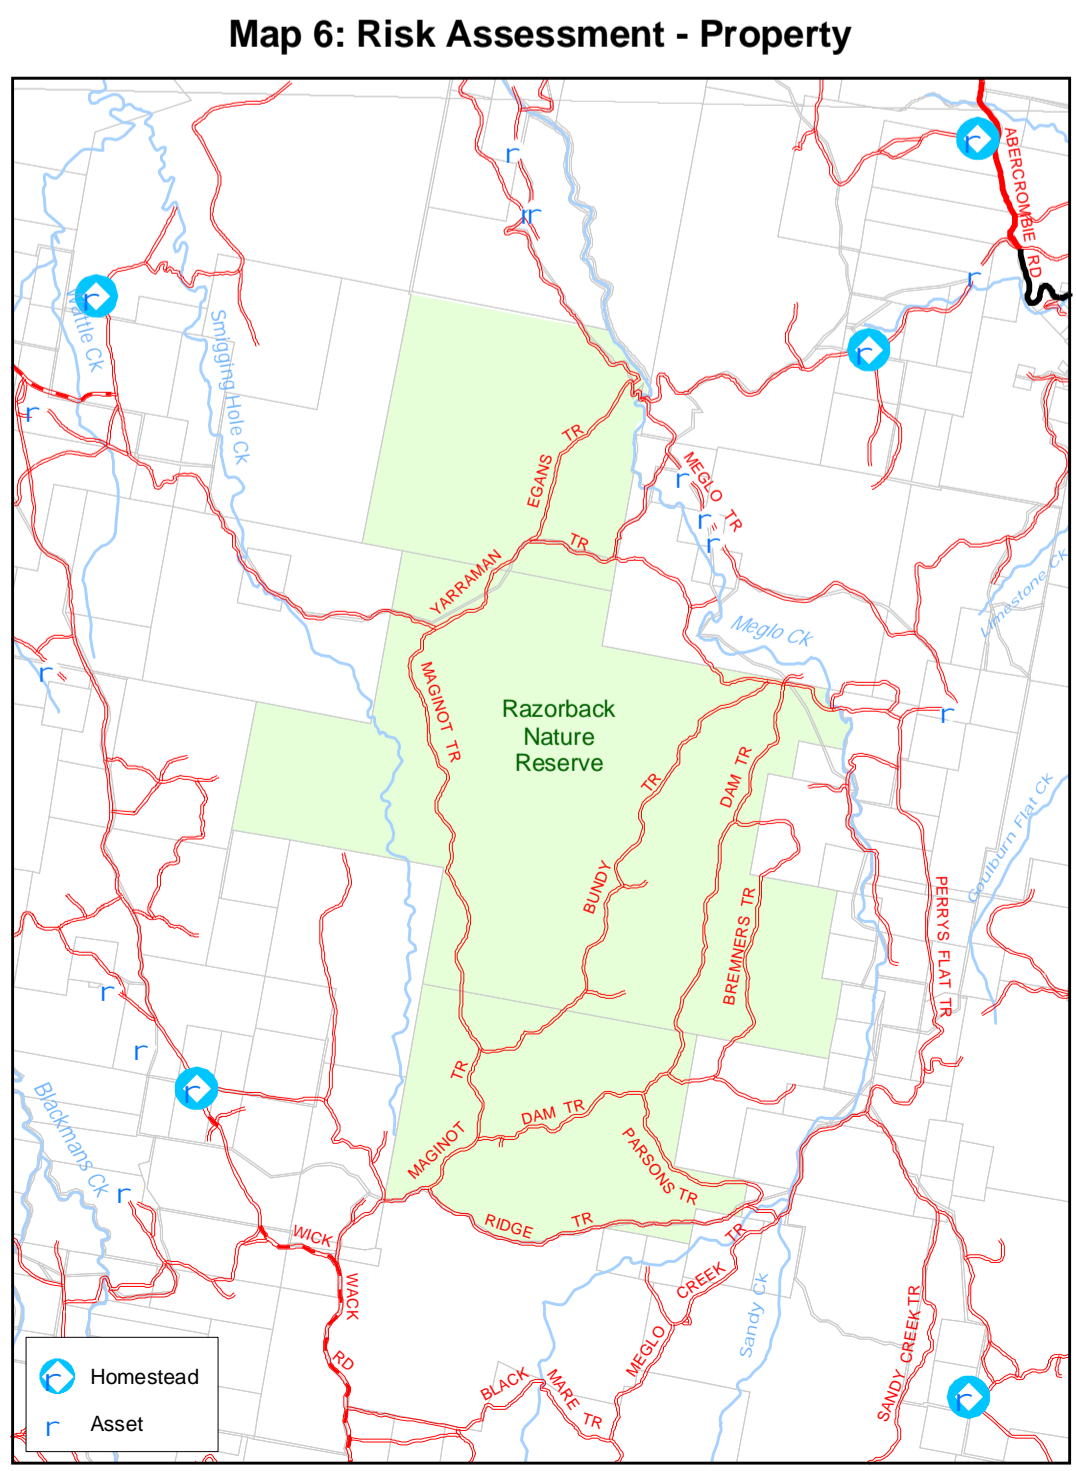 Map 6: Risk Assessment - Property
ABERCROMBIE RD
r
r
rr
r
r
r
Wattle Ck
Smigging Hole Ck
r
r
EGANS TR
MEGLO TR
r
r
r
YARRAMAN TR
Limestone Ck
Meglo Ck
r
MAGINOT TR
Razorback
Nature
Reserve
r
DAM TR
BUNDY TR
Goulburn Flat Ck
PERRYS FLAT TR
BREMNERS TR
r
r
r
MAGINOT TR
DAM TR
PARSONS TR
Blackmans Ck
r
RIDGE TR
WICK WACK RD
MEGLO CREEK TR
Sandy Ck
SANDY CREEK TR
BLACK MARE TR
r
r Homestead
r Asset